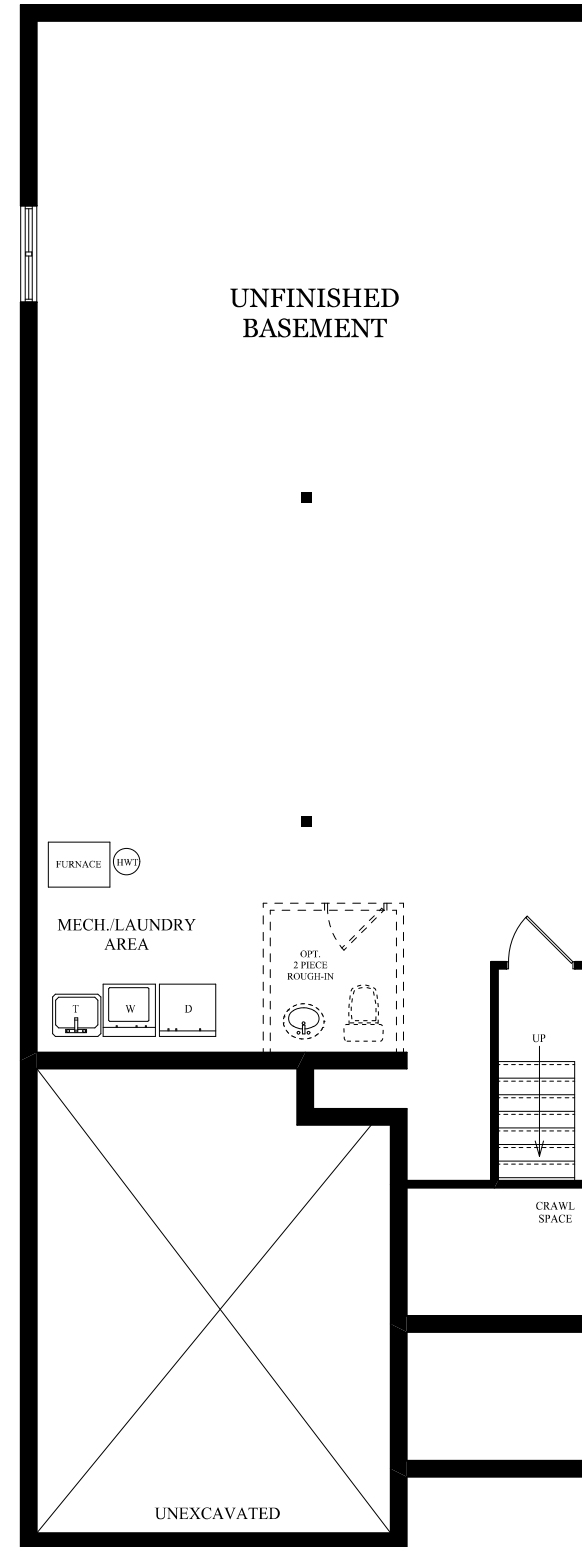 UNFINISHED
BASEMENT
FURNACE
HWT
MECH./LAUNDRY
AREA
OPT.
2 PIECE
ROUGH-IN
T
W
D
UP
CRAWL
SPACE
UNEXCAVATED